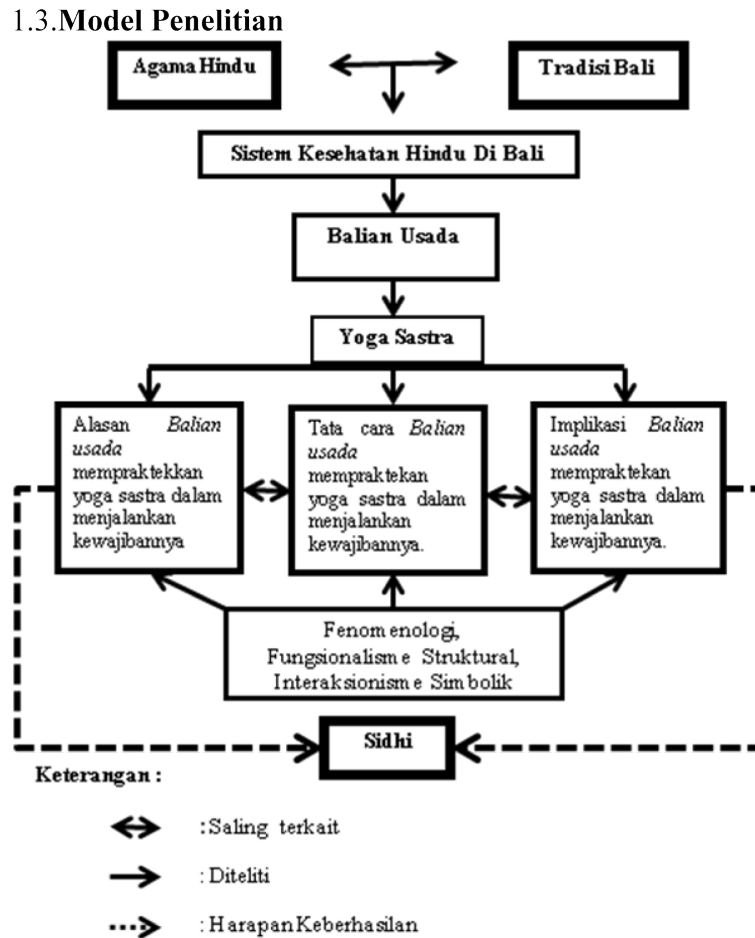 1.3.Model Penelitian
Agama Hindu
Tradisi Bali
Sistem Kesehatan Hindu Di Bali
Balian Usada
Yoga Sastra
Alasan Balian
usada
mempraktekkan
yoga sastra dalam
menjalankan
kewajibannya
Tata cara Balian
usada
mempraktekan
yoga sastra dalam
menjalankan
kewajibannya.
Implikasi Balian
usada
mempraktekan
yoga sastra dalam
menjalankan
kewajibannya.
Fenomenologi,
Fungsionalisme Struktural,
Interaksionisme Simbolik
Sidhi
Keterangan :
: Saling terkait
: Diteliti
: Harapan Keberhasilan